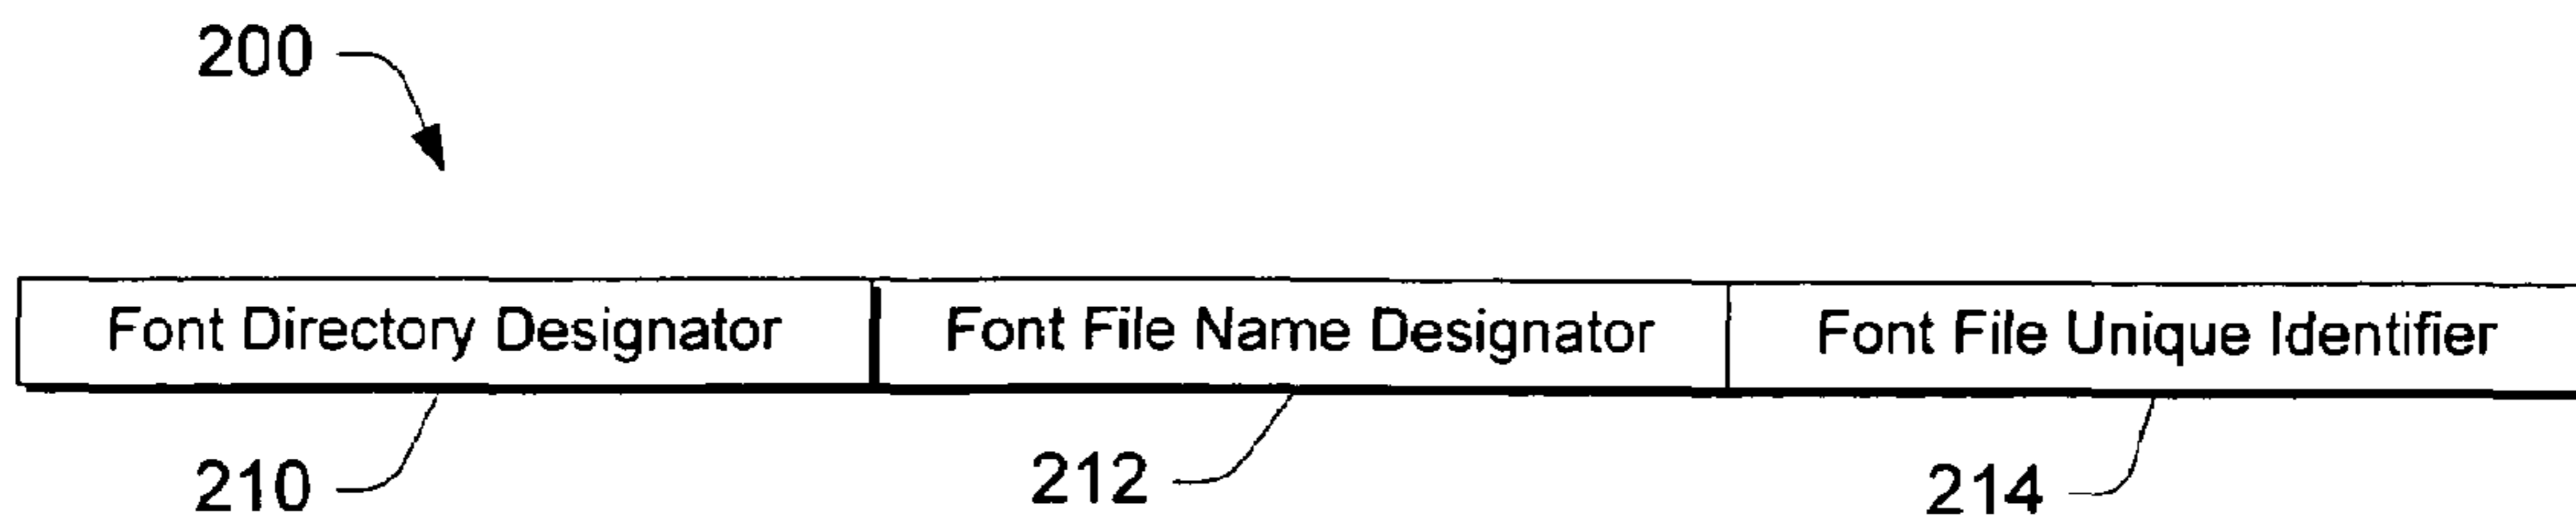 200
Font Directory Designator Font File Name Designator Font File Unique Identifier
210 212 214